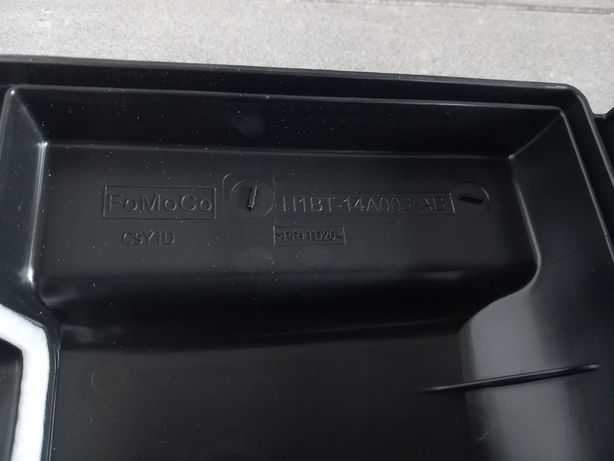 FoMoCo
H1BT-14A003-AB
C9Y1D
>PP+TD20<